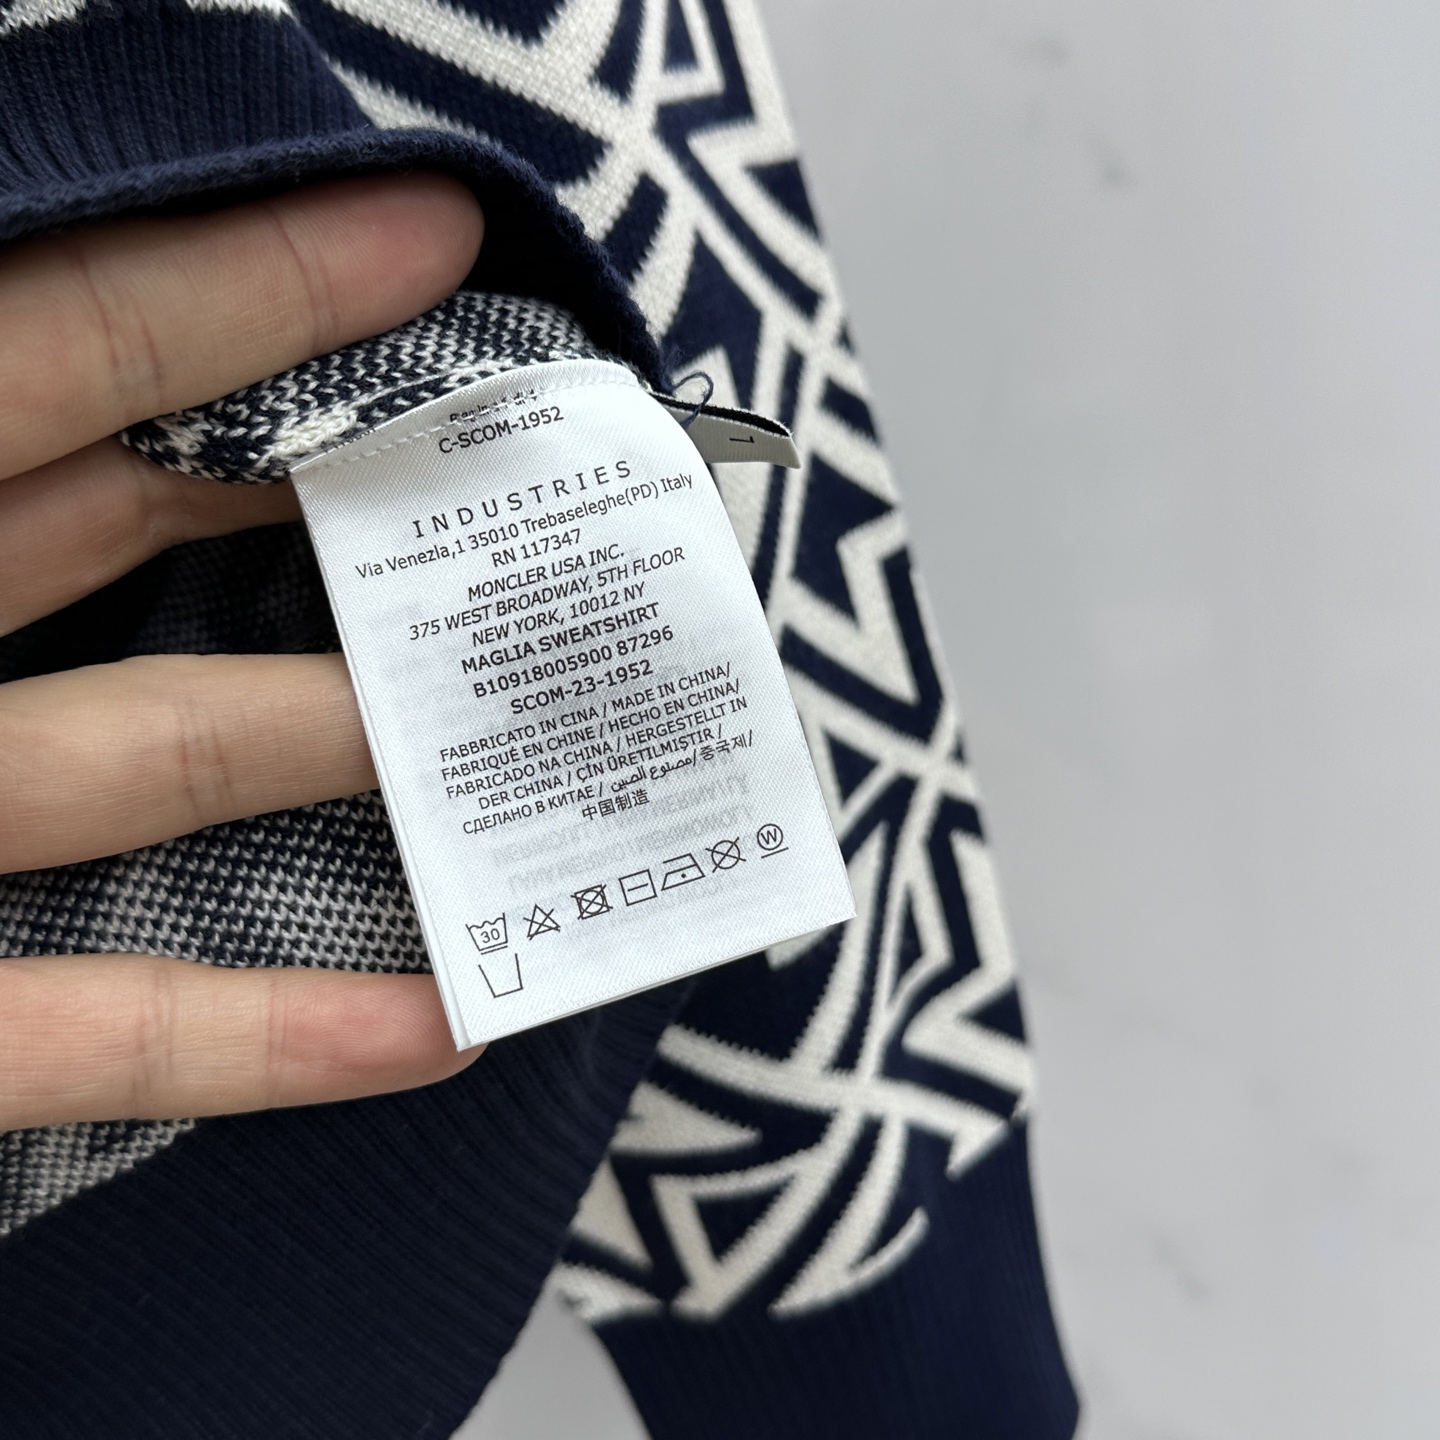 C-SCOM-1952
INDUSTRIES
Via Venezla,1 35010 Trebaseleghe(PD) Italy
RN 117347
MONCLER USA INC.
375 WEST BROADWAY, 5TH FLOOR
NEW YORK, 10012 NY
MAGLIA SWEATSHIRT
B10918005900 87296
SCOM-23-1952
FABBRICATO IN CINA / MADE IN CHINA/
FABRIQUÉ EN CHINE / HECHO EN CHINA/
FABRICADO NA CHINA / HERGESTELLT IN
DER CHINA / ÇİN ÜRETILMIŞTIR /
СДЕЛАНО В КИТАЕ / مصنوع الصين/ 중국제/
中国制造
30
W